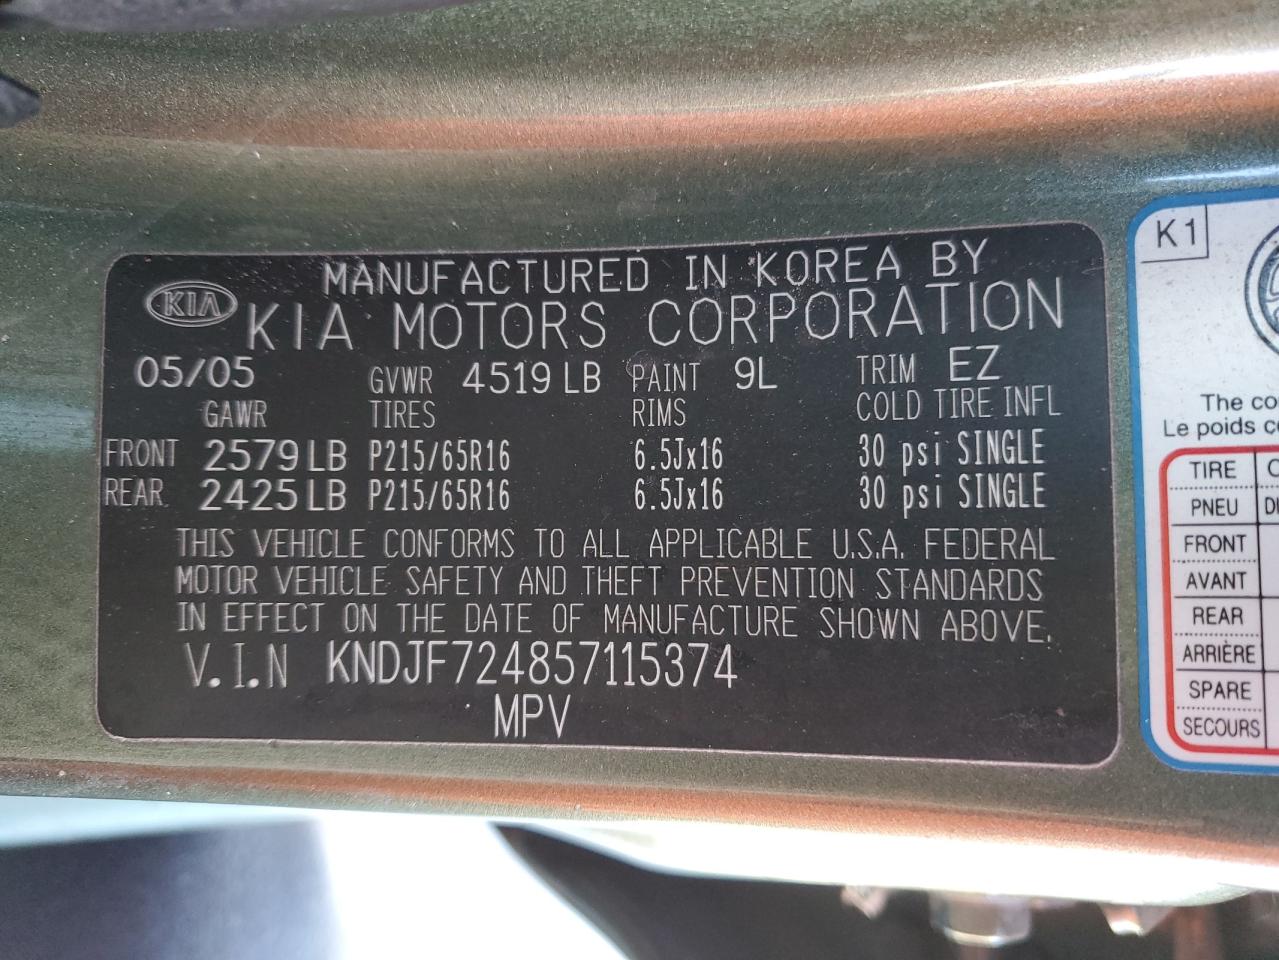 MANUFACTURED IN KOREA BY
KIA KIA MOTORS CORPORATION
05/05 GVWR 4519 LB PAINT 9L TRIM EZ
GAWR TIRES RIMS COLD TIRE INFL
FRONT 2579 LB P215/65R16 6.5Jx16 30 psi SINGLE
REAR 2425 LB P215/65R16 6.5Jx16 30 psi SINGLE
THIS VEHICLE CONFORMS TO ALL APPLICABLE U.S.A. FEDERAL
MOTOR VEHICLE SAFETY AND THEFT PREVENTION STANDARDS
IN EFFECT ON THE DATE OF MANUFACTURE SHOWN ABOVE.
V.I.N KNDJF724857115374
MPV
K1
The
Le poids
TIRE
PNEU
FRONT
AVANT
REAR
ARRIÈRE
SPARE
SECOURS